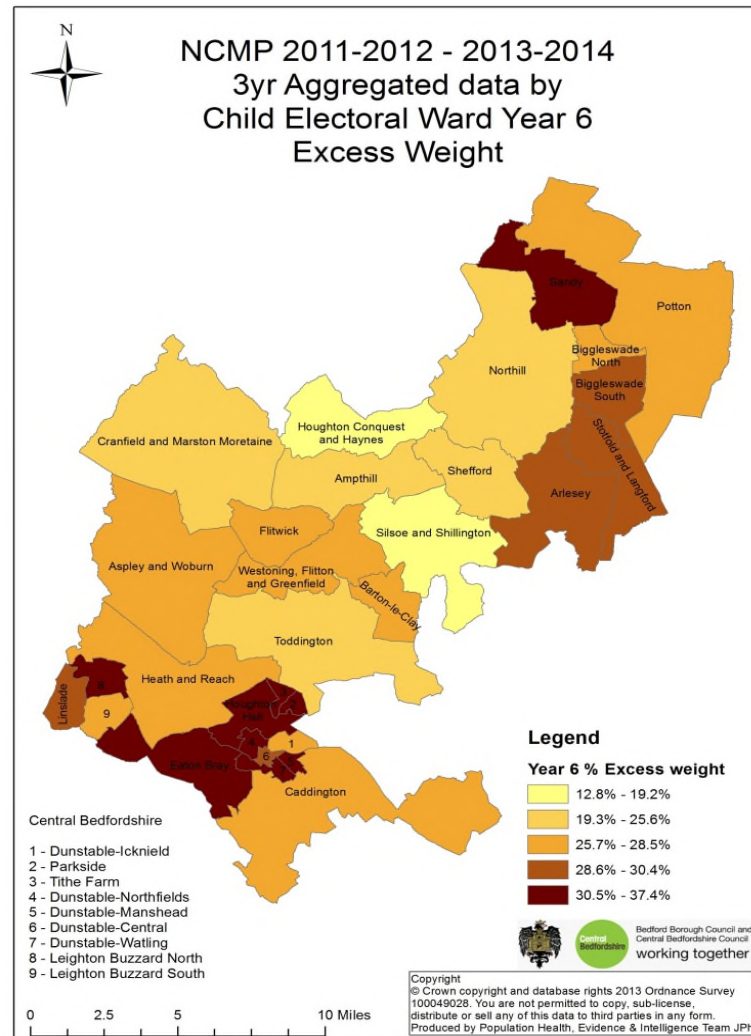 N
NCMP 2011-2012 - 2013-2014
3yr Aggregated data by
Child Electoral Ward Year 6
Excess Weight
Sandy
Potton
Biggleswade
North
Northill
Biggleswade
South
Houghton Conquest
and Haynes
Cranfield and Marston Moretaine
Stotfold and Langford
Shefford
Ampthill
Arlesey
Flitwick
Silsoe and Shillington
Aspley and Woburn
Westoning, Flitton
and Greenfield
Barton-le-Clay
Toddington
Linslade
8
Heath and Reach
3
2
Houghton
Hall
9
4
1
6
5
7
Eaton Bray
Caddington
Legend
Year 6 % Excess weight
12.8% - 19.2%
19.3% - 25.6%
25.7% - 28.5%
28.6% - 30.4%
30.5% - 37.4%
Central Bedfordshire
1 - Dunstable-Icknield
2 - Parkside
3 - Tithe Farm
4 - Dunstable-Northfields
5 - Dunstable-Manshead
6 - Dunstable-Central
7 - Dunstable-Watling
8 - Leighton Buzzard North
9 - Leighton Buzzard South
0 2.5 5 10 Miles
Central
Bedfordshire
Bedford Borough Council and
Central Bedfordshire Council
working together
Copyright
© Crown copyright and database rights 2013 Ordnance Survey
100049028. You are not permitted to copy, sub-license,
distribute or sell any of this data to third parties in any form.
Produced by Population Health, Evidence & Intelligence Team JPH